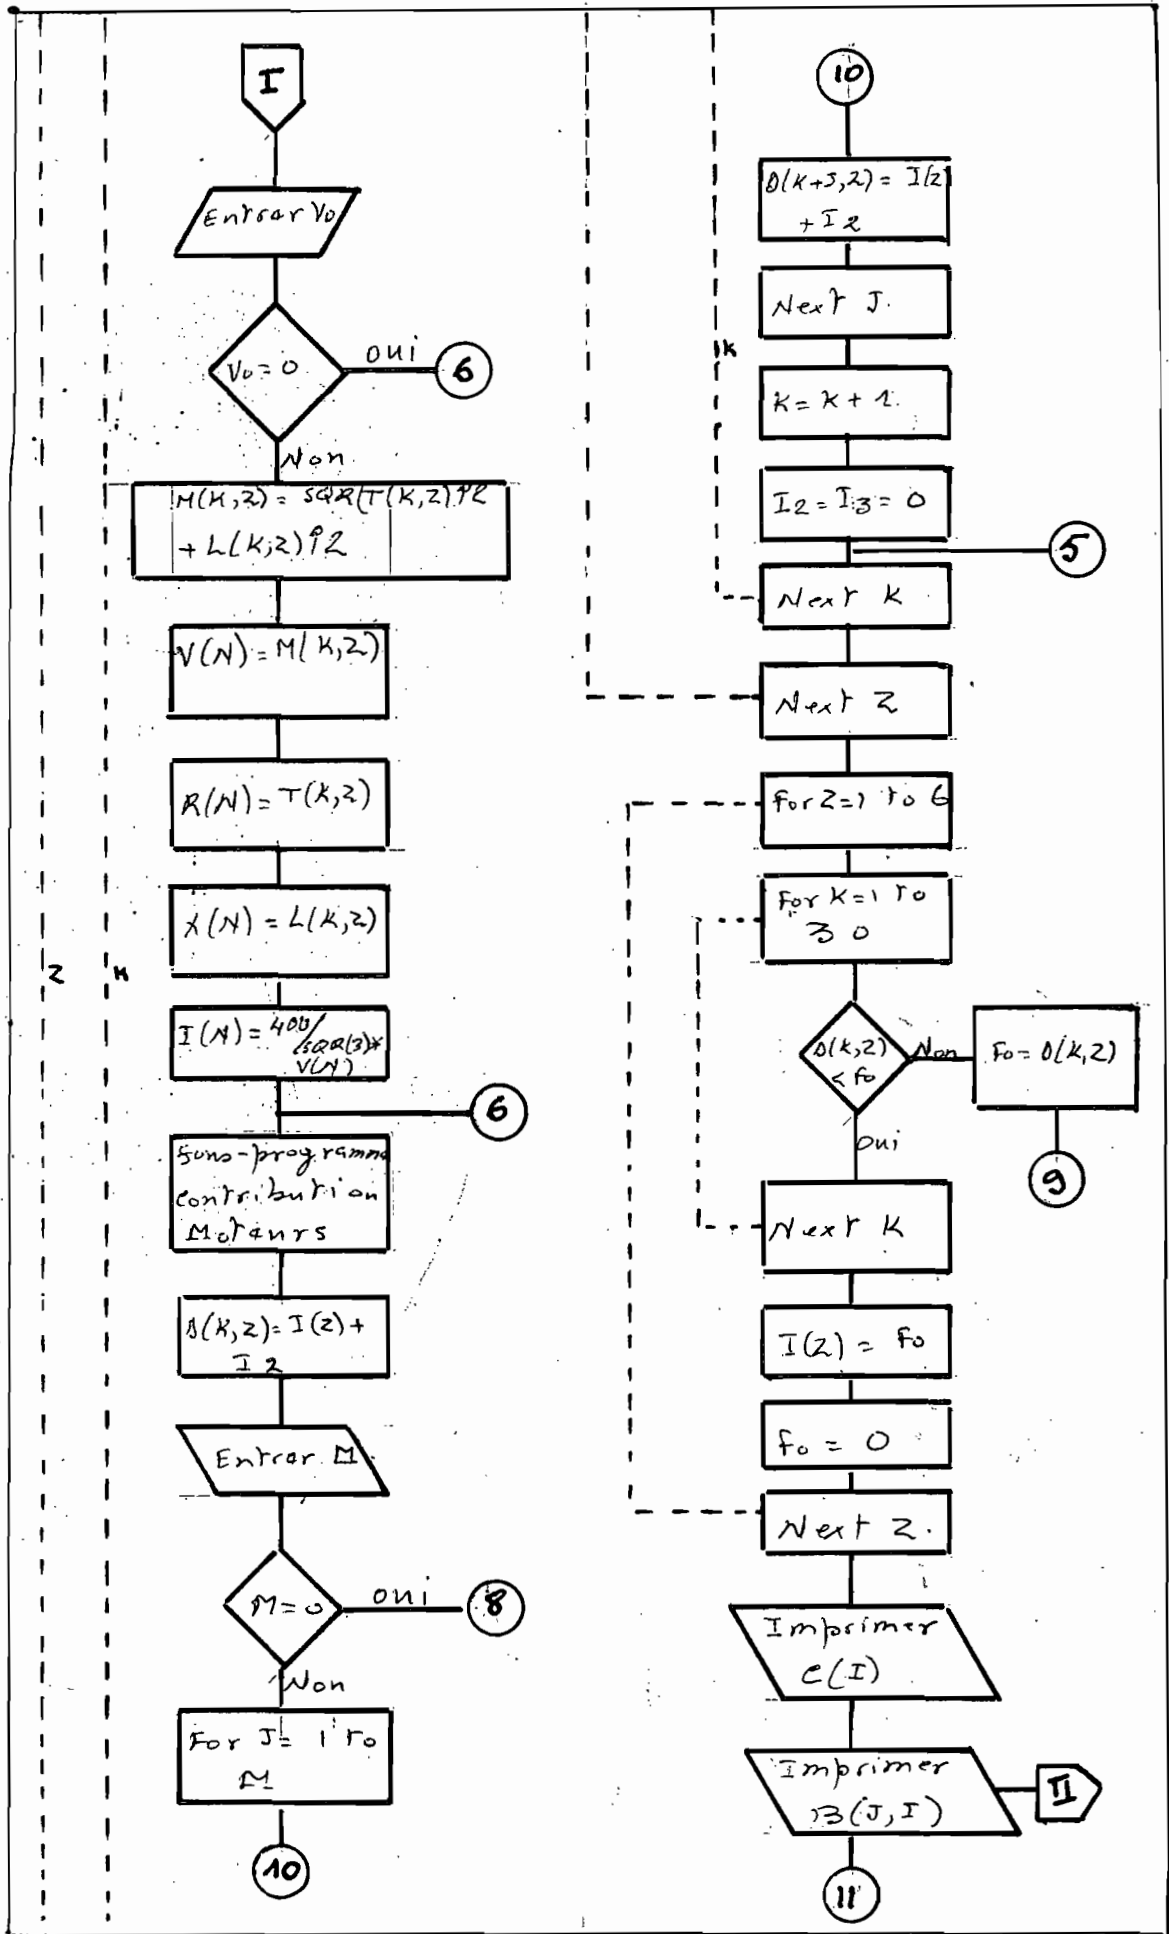 I
Entrer V0
V0 = 0
oui
6
Non
M(K,Z) = SQR(T(K,Z)↑2
+ L(K,Z)↑2
V(N) = M(K,Z)
R(N) = T(K,Z)
X(N) = L(K,Z)
Z
K
I(N) = 400/
(SQR(3)*
V(N))
6
Sous-programme
contribution
Moteurs
D(K,Z) = I(Z) +
I2
Entrer M
M = 0
oui
8
Non
For J = 1 to
M
10
10
D(K+J,Z) = I(Z)
+ I2
Next J.
K
K = K + 1.
I2 = I3 = 0
5
Next K
Next Z
For Z=1 to 6
For K=1 to
30
D(K,Z)
< F0
Non
F0 = D(K,Z)
oui
9
Next K
I(Z) = F0
F0 = 0
Next Z.
Imprimer
C(I)
Imprimer
B(J,I)
II
11